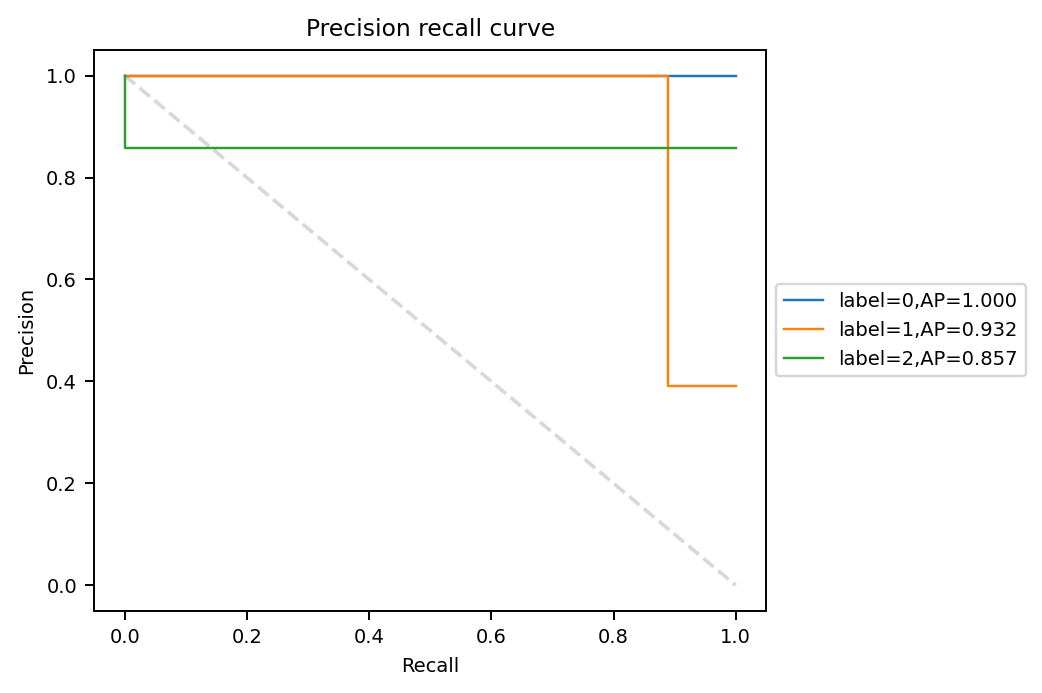 Precision recall curve
1.0
0.8
0.6
0.4
0.2
0.0
Precision
0.0 0.2 0.4 0.6 0.8 1.0
Recall
label=0,AP=1.000
label=1,AP=0.932
label=2,AP=0.857